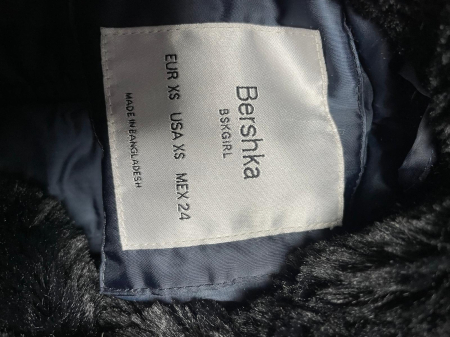 Bershka
BSKGIRL
EUR XS USA XS MEX 24
MADE IN BANGLADESH